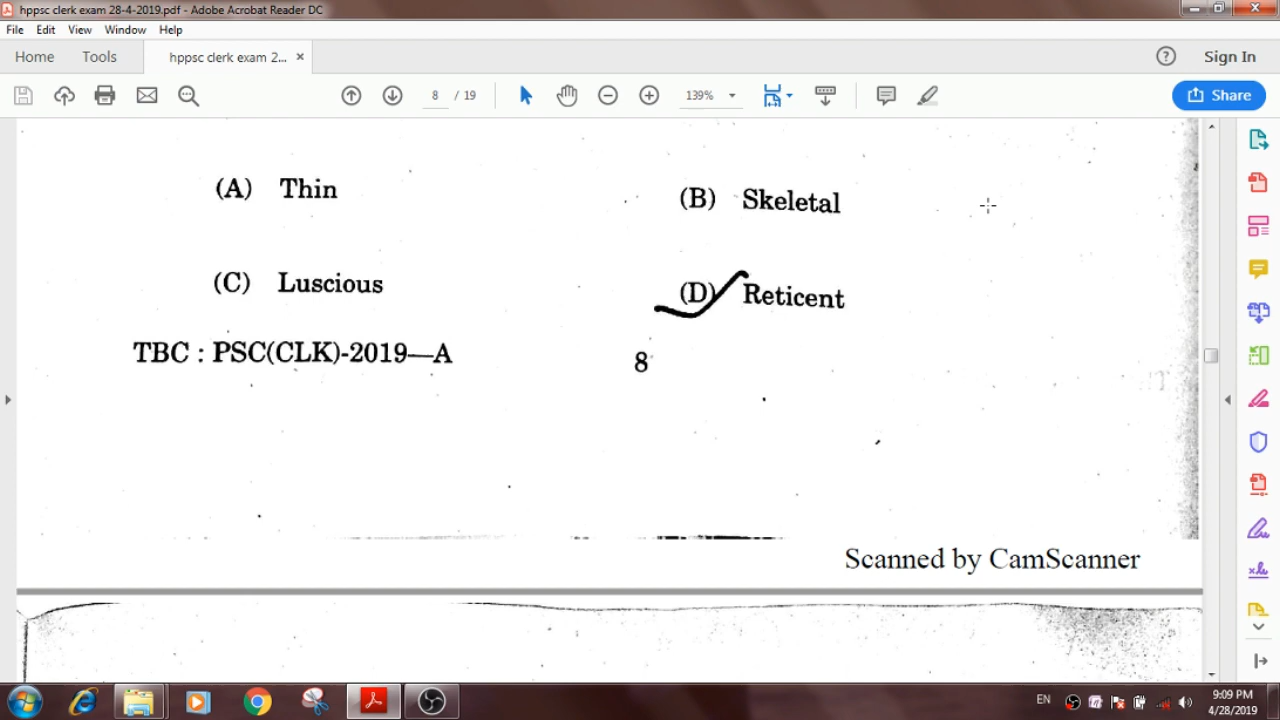 hppsc clerk exam 28-4-2019.pdf - Adobe Acrobat Reader DC
File Edit View Window Help
Home Tools hppsc clerk exam 2... ×
Sign In
8 / 19
139%
Share
(A) Thin
(B) Skeletal
(C) Luscious
(D) Reticent
TBC : PSC(CLK)-2019—A
8
Scanned by CamScanner
EN
9:09 PM
4/28/2019